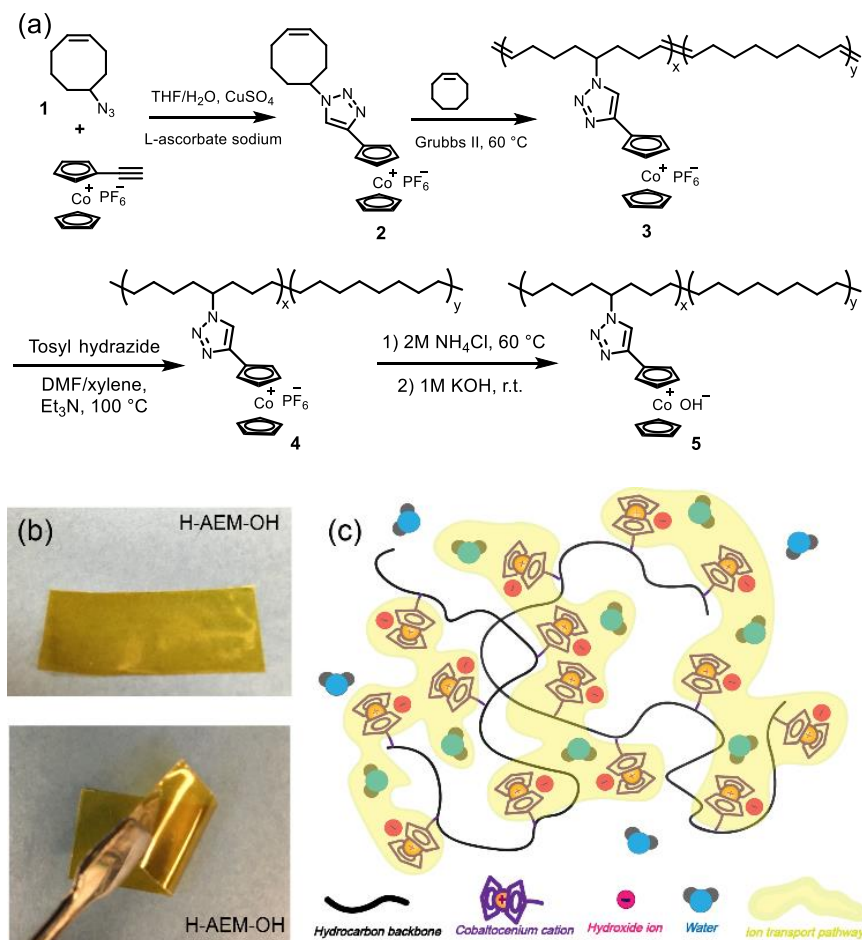 (a)
1
N3
+
THF/H2O, CuSO4
L-ascorbate sodium
Co+ PF6−
N N N
Co+ PF6−
2
Grubbs II, 60 °C
x
y
N N N
Co+ PF6−
3
Tosyl hydrazide
DMF/xylene,
Et3N, 100 °C
x
y
N N N
Co+ PF6−
4
1) 2M NH4Cl, 60 °C
2) 1M KOH, r.t.
x
y
N N N
Co+ OH−
5
(b)
H-AEM-OH
H-AEM-OH
(c)
Hydrocarbon backbone
Cobaltocenium cation
Hydroxide ion
Water
ion transport pathway